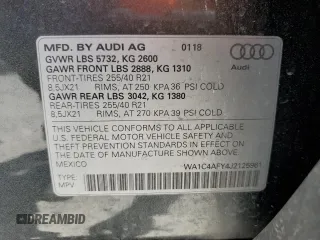 MFD. BY AUDI AG 0118
GVWR LBS 5732, KG 2600
GAWR FRONT LBS 2888, KG 1310
FRONT-TIRES 255/40 R21
8.5JX21 RIMS, AT 250 KPA 36 PSI COLD
GAWR REAR LBS 3042, KG 1380
REAR-TIRES 255/40 R21
8.5JX21 RIMS, AT 270 KPA 39 PSI COLD
THIS VEHICLE CONFORMS TO ALL APPLICABLE
U.S. FEDERAL MOTOR VEHICLE SAFETY AND
THEFT PREVENTION STANDARDS IN EFFECT ON
THE DATE OF MANUFACTURE SHOWN ABOVE.
MEXICO
TYPE:
MPV
Audi
AUTOBIDFAX